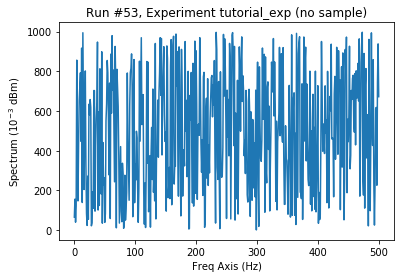 Run #53, Experiment tutorial_exp (no sample)
1000
800
600
400
200
0
Spectrum (10⁻³ dBm)
0 100 200 300 400 500
Freq Axis (Hz)